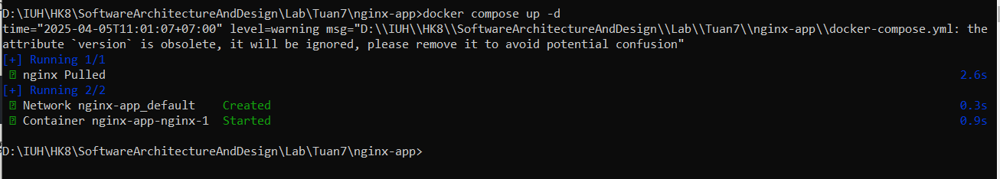 D:\IUH\HK8\SoftwareArchitectureAndDesign\Lab\Tuan7\nginx-app>docker compose up -d
time="2025-04-05T11:01:07+07:00" level=warning msg="D:\\IUH\\HK8\\SoftwareArchitectureAndDesign\\Lab\\Tuan7\\nginx-app\\docker-compose.yml: the
attribute `version` is obsolete, it will be ignored, please remove it to avoid potential confusion"
[+] Running 1/1
nginx Pulled 2.6s
[+] Running 2/2
Network nginx-app_default Created 0.3s
Container nginx-app-nginx-1 Started 0.9s
D:\IUH\HK8\SoftwareArchitectureAndDesign\Lab\Tuan7\nginx-app>